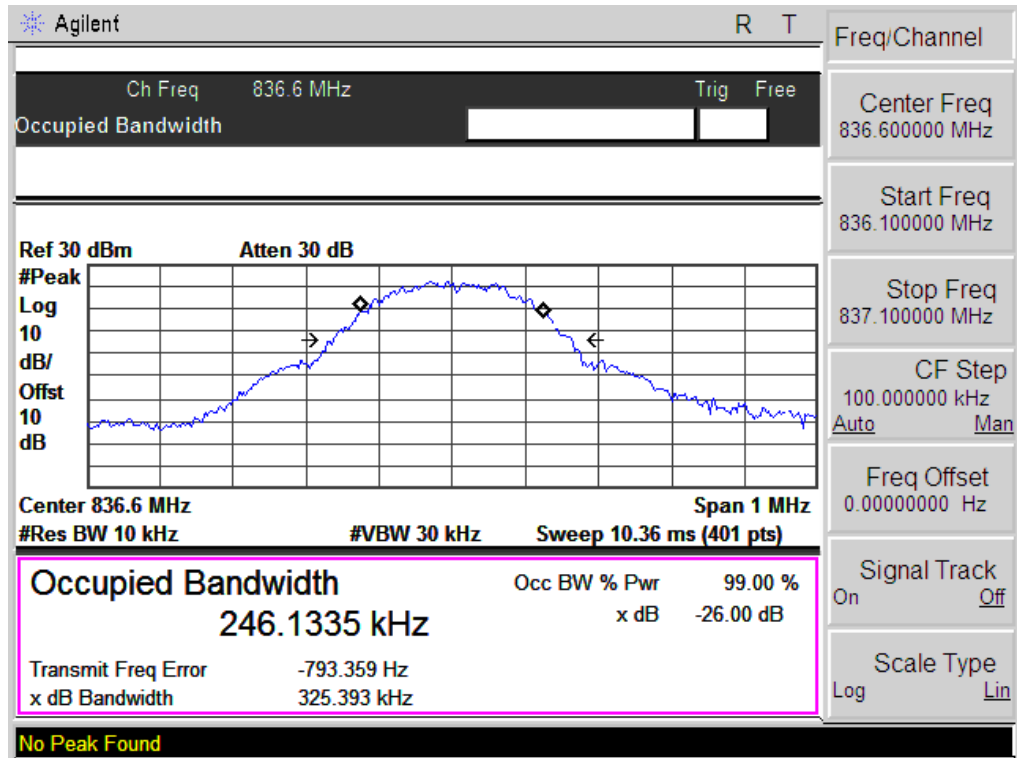 Agilent R T
Ch Freq 836.6 MHz Trig Free
Occupied Bandwidth
Ref 30 dBm Atten 30 dB
#Peak
Log
10
dB/
Offst
10
dB
Center 836.6 MHz Span 1 MHz
#Res BW 10 kHz #VBW 30 kHz Sweep 10.36 ms (401 pts)
Occupied Bandwidth Occ BW % Pwr 99.00 %
246.1335 kHz x dB -26.00 dB
Transmit Freq Error -793.359 Hz
x dB Bandwidth 325.393 kHz
No Peak Found
Freq/Channel
Center Freq
836.600000 MHz
Start Freq
836.100000 MHz
Stop Freq
837.100000 MHz
CF Step
100.000000 kHz
Auto Man
Freq Offset
0.00000000 Hz
Signal Track
On Off
Scale Type
Log Lin